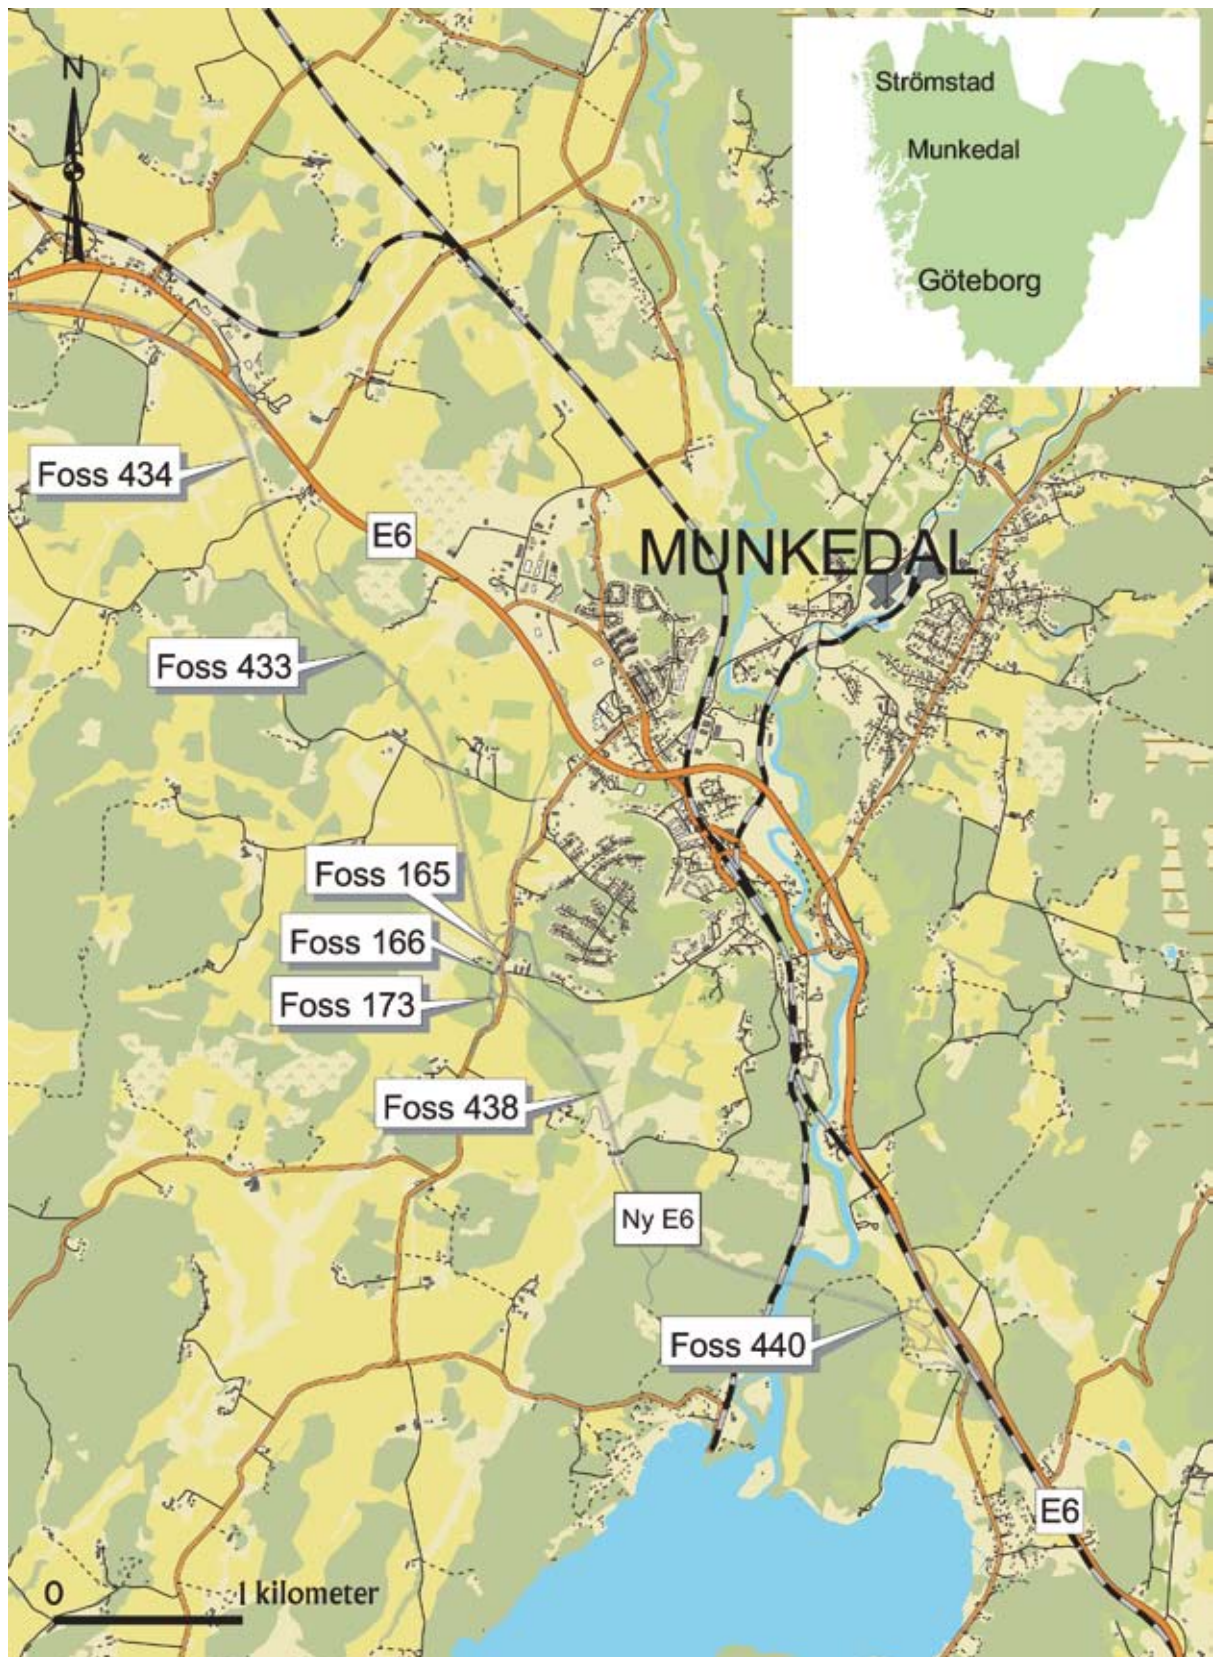 N
Strömstad
Munkedal
Göteborg
Foss 434
E6
MUNKEDAL
Foss 433
Foss 165
Foss 166
Foss 173
Foss 438
Ny E6
Foss 440
E6
0 1 kilometer